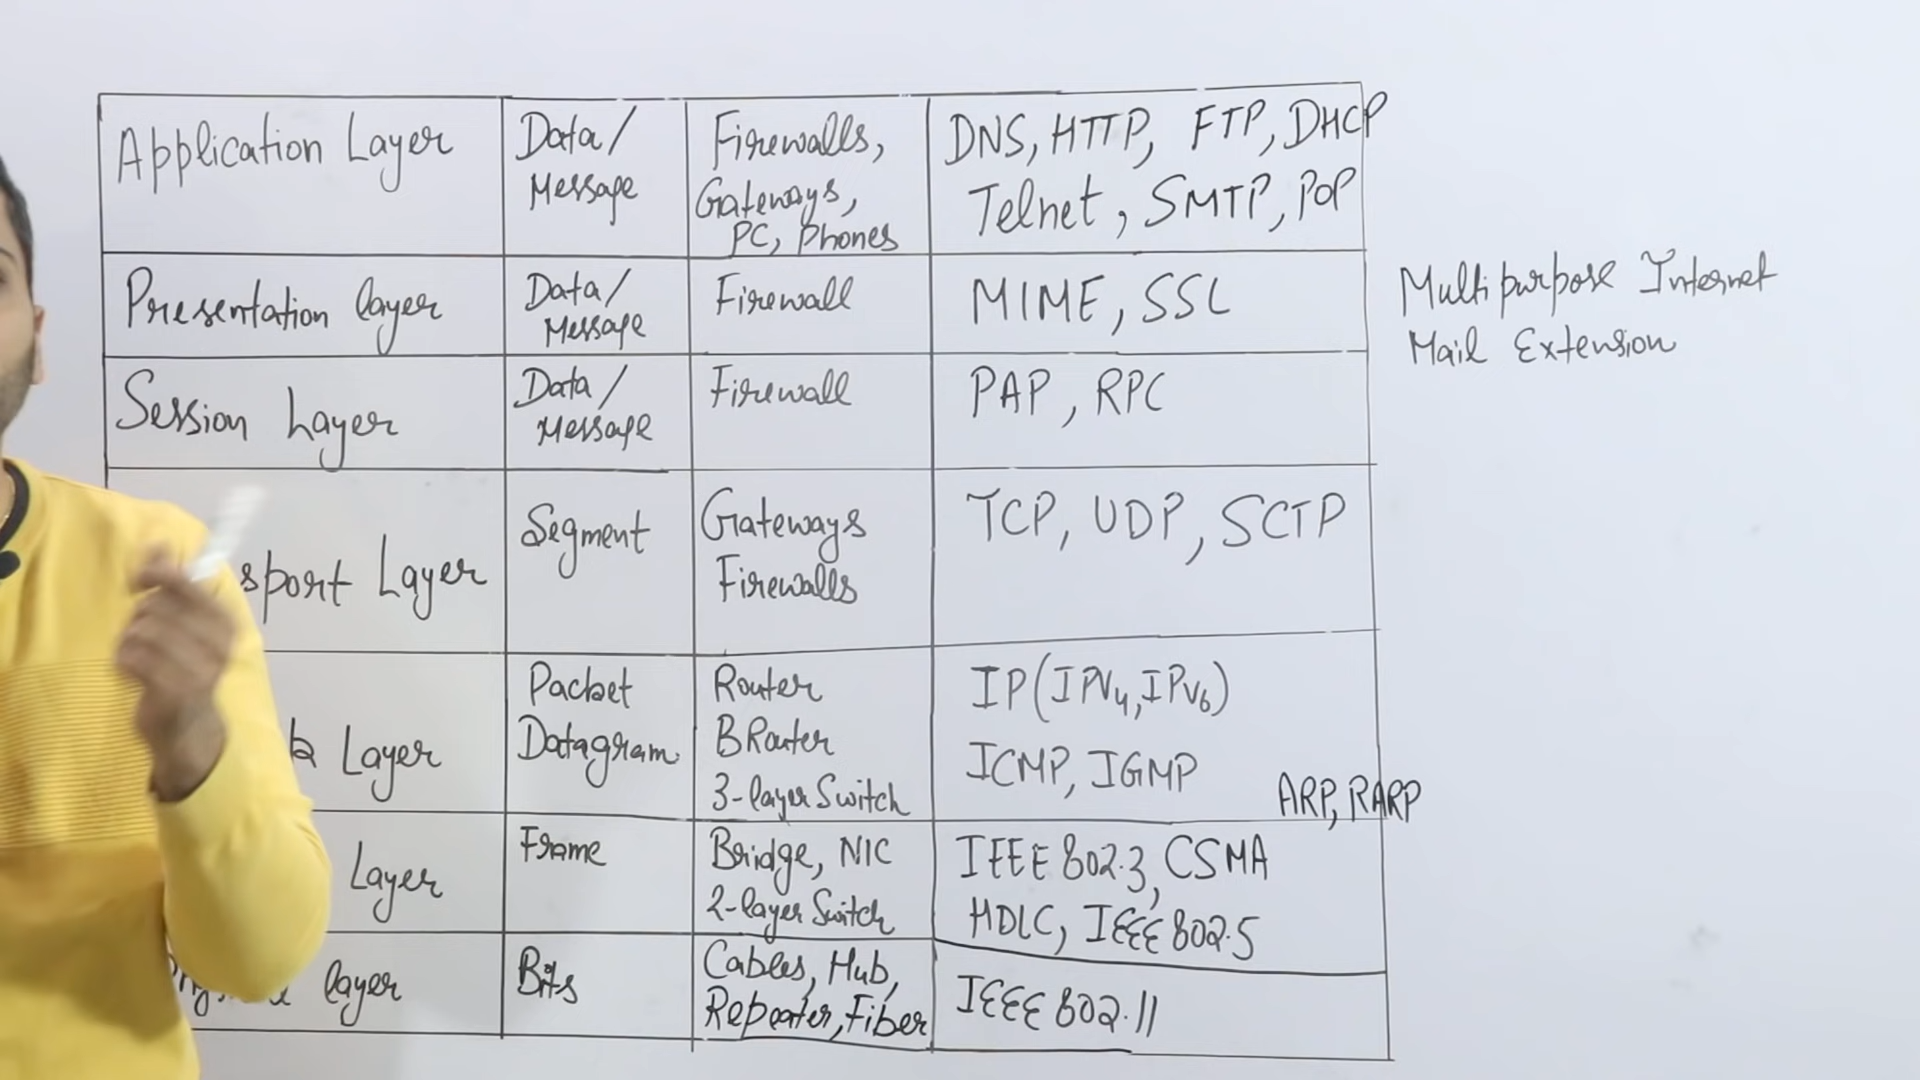 Application Layer
Data/
Message
Firewalls,
Gateways,
PC, Phones
DNS, HTTP, FTP, DHCP
Telnet, SMTP, POP
Presentation layer
Data/
Message
Firewall
MIME, SSL
Multipurpose Internet
Mail Extension
Session Layer
Data/
Message
Firewall
PAP, RPC
sport Layer
Segment
Gateways
Firewalls
TCP, UDP, SCTP
k Layer
Packet
Datagram
Router
BRouter
3-layer Switch
IP(IPV4, IPV6)
ICMP, IGMP
ARP, RARP
Layer
Frame
Bridge, NIC
2-layer Switch
IEEE 802.3, CSMA
HDLC, IEEE 802.5
layer
Bits
Cables, Hub,
Repeater, Fiber
IEEE 802.11